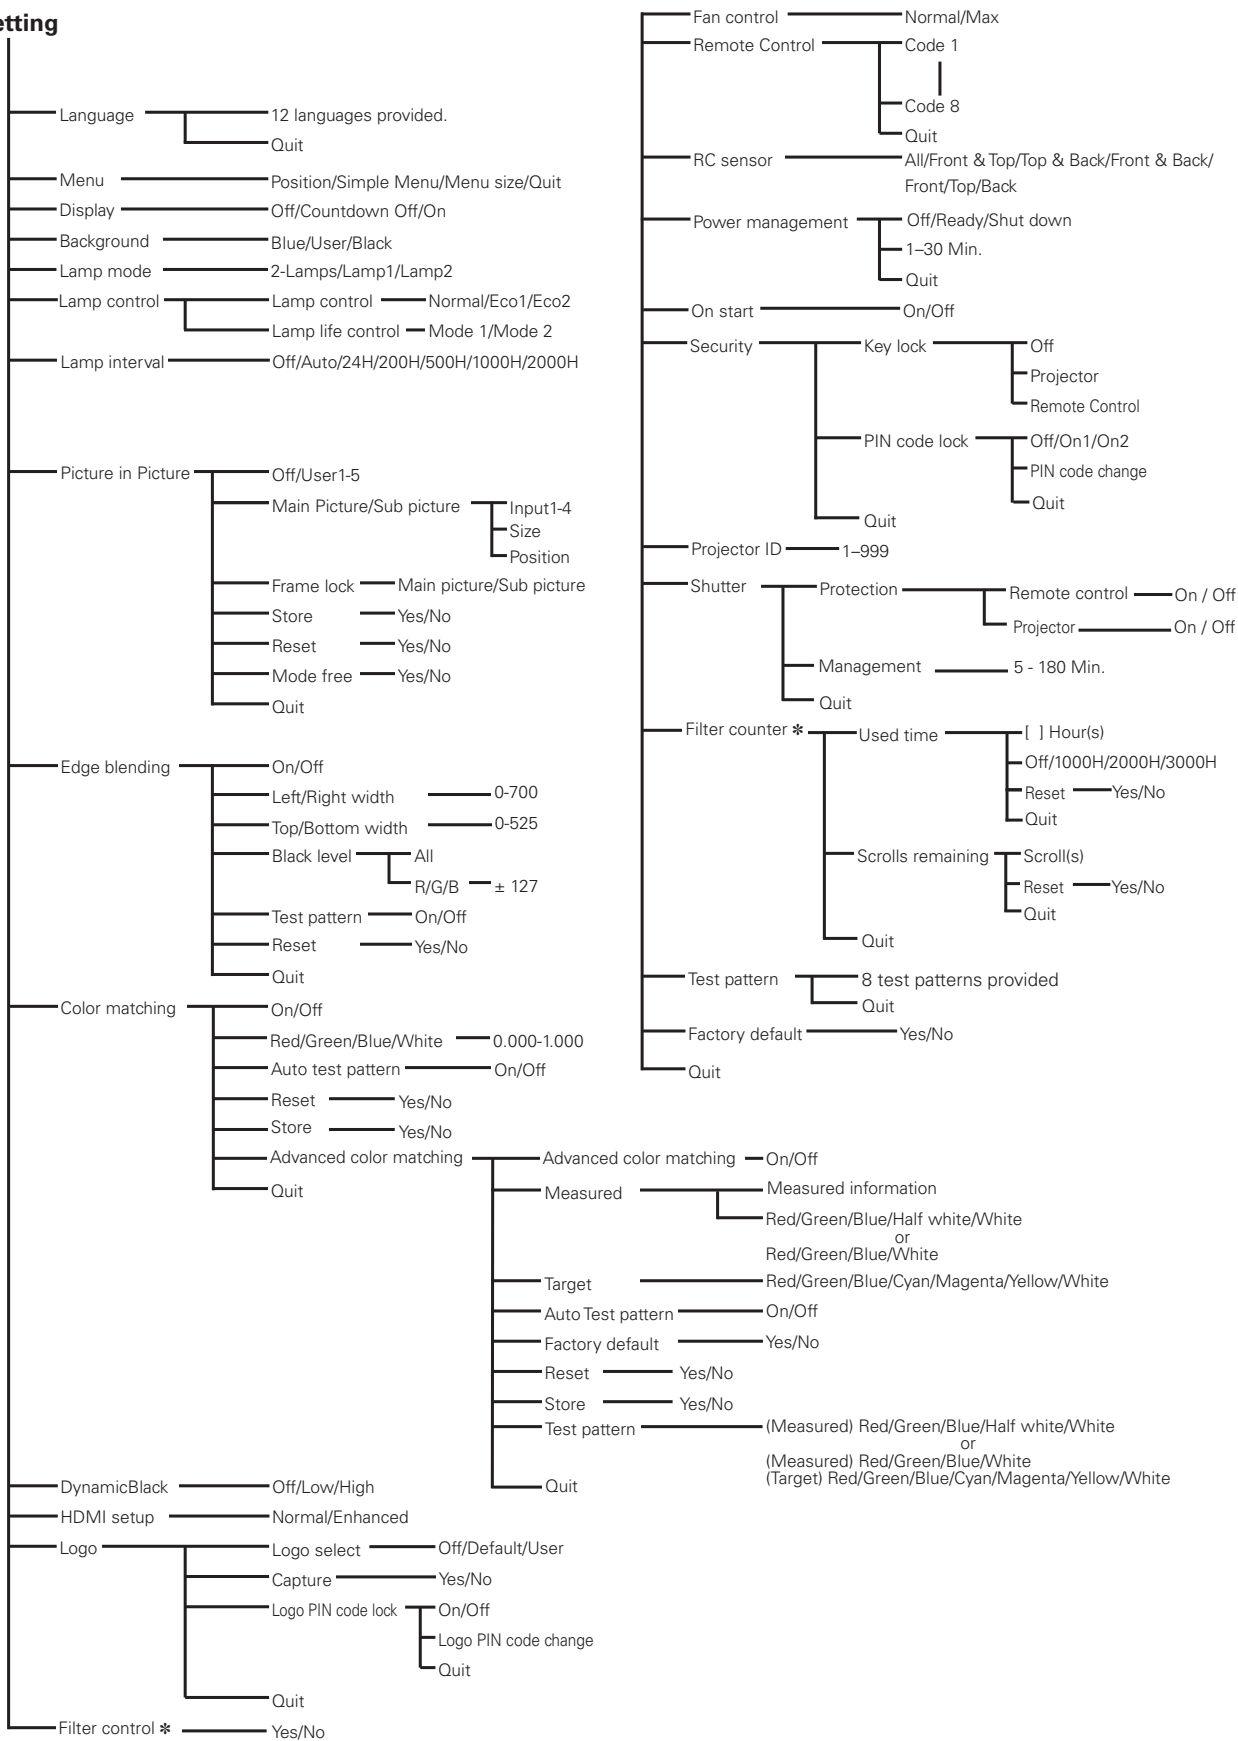 etting
Language 12 languages provided.
Quit
Menu Position/Simple Menu/Menu size/Quit
Display Off/Countdown Off/On
Background Blue/User/Black
Lamp mode 2-Lamps/Lamp1/Lamp2
Lamp control Lamp control Normal/Eco1/Eco2
Lamp life control Mode 1/Mode 2
Lamp interval Off/Auto/24H/200H/500H/1000H/2000H
Picture in Picture Off/User1-5
Main Picture/Sub picture Input1-4
Size
Position
Frame lock Main picture/Sub picture
Store Yes/No
Reset Yes/No
Mode free Yes/No
Quit
Edge blending On/Off
Left/Right width 0-700
Top/Bottom width 0-525
Black level All
R/G/B ± 127
Test pattern On/Off
Reset Yes/No
Quit
Color matching On/Off
Red/Green/Blue/White 0.000-1.000
Auto test pattern On/Off
Reset Yes/No
Store Yes/No
Advanced color matching Advanced color matching On/Off
Quit
Measured Measured information
Red/Green/Blue/Half white/White
or
Red/Green/Blue/White
Target Red/Green/Blue/Cyan/Magenta/Yellow/White
Auto Test pattern On/Off
Factory default Yes/No
Reset Yes/No
Store Yes/No
Test pattern (Measured) Red/Green/Blue/Half white/White
or
(Measured) Red/Green/Blue/White
(Target) Red/Green/Blue/Cyan/Magenta/Yellow/White
Quit
DynamicBlack Off/Low/High
HDMI setup Normal/Enhanced
Logo Logo select Off/Default/User
Capture Yes/No
Logo PIN code lock On/Off
Logo PIN code change
Quit
Quit
Filter control ✻ Yes/No
Fan control Normal/Max
Remote Control Code 1
Code 8
Quit
RC sensor All/Front & Top/Top & Back/Front & Back/
Front/Top/Back
Power management Off/Ready/Shut down
1–30 Min.
Quit
On start On/Off
Security Key lock Off
Projector
Remote Control
PIN code lock Off/On1/On2
PIN code change
Quit
Quit
Projector ID 1–999
Shutter Protection Remote control On / Off
Projector On / Off
Management 5 - 180 Min.
Quit
Filter counter ✻ Used time [ ] Hour(s)
Off/1000H/2000H/3000H
Reset Yes/No
Quit
Scrolls remaining Scroll(s)
Reset Yes/No
Quit
Quit
Test pattern 8 test patterns provided
Quit
Factory default Yes/No
Quit